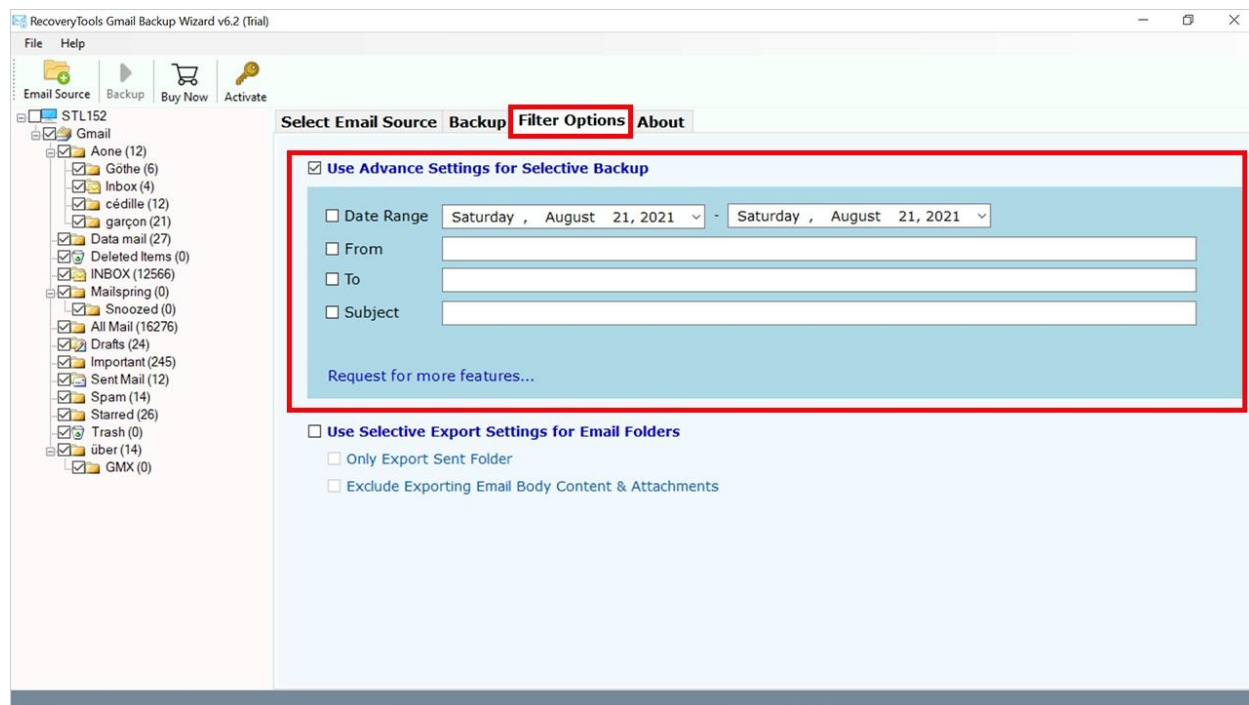 RecoveryTools Gmail Backup Wizard v6.2 (Trial)
File Help
Email Source Backup Buy Now Activate
STL152
Gmail
Aone (12)
Göthe (6)
Inbox (4)
cédille (12)
garçon (21)
Data mail (27)
Deleted Items (0)
INBOX (12566)
Mailspring (0)
Snoozed (0)
All Mail (16276)
Drafts (24)
Important (245)
Sent Mail (12)
Spam (14)
Starred (26)
Trash (0)
über (14)
GMX (0)
Select Email Source Backup Filter Options About
Use Advance Settings for Selective Backup
Date Range Saturday , August 21, 2021 - Saturday , August 21, 2021
From
To
Subject
Request for more features...
Use Selective Export Settings for Email Folders
Only Export Sent Folder
Exclude Exporting Email Body Content & Attachments